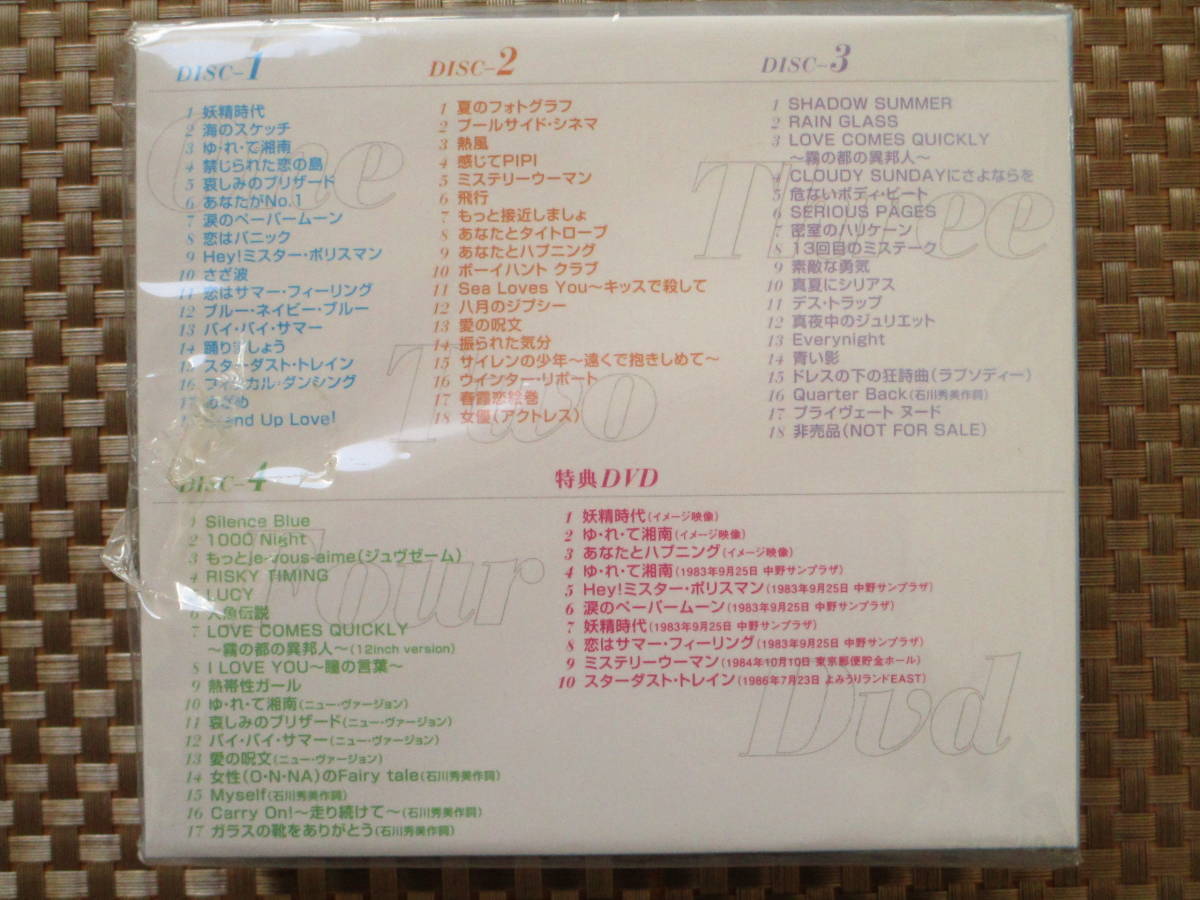 DISC-1
1 妖精時代
2 海のスケッチ
3 ゆ・れ・て湘南
4 禁じられた恋の島
5 哀しみのブリザード
6 あなたがNo.1
7 涙のペーパームーン
8 恋はパニック
9 Hey!ミスター・ポリスマン
10 さざ波
11 恋はサマー・フィーリング
12 ブルー・ネイビー・ブルー
13 バイ・バイ・サマー
14 踊りましょう
15 スターダスト・トレイン
16 フィジカル・ダンシング
17 めざめ
Stand Up Love!
DISC-2
1 夏のフォトグラフ
2 プールサイド・シネマ
3 熱風
4 感じてPIPI
5 ミステリーウーマン
6 飛行
7 もっと接近しましょ
8 あなたとタイトロープ
9 あなたとハプニング
10 ボーイハント クラブ
11 Sea Loves You〜キッスで殺して
12 八月のジプシー
13 愛の呪文
14 振られた気分
15 サイレンの少年〜遠くで抱きしめて〜
16 ウインター・リポート
17 春霞恋絵巻
18 女優(アクトレス)
DISC-3
1 SHADOW SUMMER
2 RAIN GLASS
3 LOVE COMES QUICKLY
〜霧の都の異邦人〜
4 CLOUDY SUNDAYにさよならを
5 危ないボディ・ビート
6 SERIOUS PAGES
7 密室のハリケーン
8 13回目のミステーク
9 素敵な勇気
10 真夏にシリアス
11 デス・トラップ
12 真夜中のジュリエット
13 Everynight
14 青い影
15 ドレスの下の狂詩曲(ラプソディー)
16 Quarter Back(石川秀美作詞)
17 プライヴェート ヌード
18 非売品(NOT FOR SALE)
DISC-4
1 Silence Blue
2 1000 Night
3 もっとje-vous-aime(ジュヴゼーム)
4 RISKY TIMING
5 LUCY
6 人魚伝説
7 LOVE COMES QUICKLY
〜霧の都の異邦人〜(12inch version)
8 I LOVE YOU〜瞳の言葉〜
9 熱帯性ガール
10 ゆ・れ・て湘南(ニュー・ヴァージョン)
11 哀しみのブリザード(ニュー・ヴァージョン)
12 バイ・バイ・サマー(ニュー・ヴァージョン)
13 愛の呪文(ニュー・ヴァージョン)
14 女性(O・N・NA)のFairy tale(石川秀美作詞)
15 Myself(石川秀美作詞)
16 Carry On!〜走り続けて〜(石川秀美作詞)
17 ガラスの靴をありがとう(石川秀美作詞)
特典DVD
1 妖精時代(イメージ映像)
2 ゆ・れ・て湘南(イメージ映像)
3 あなたとハプニング(イメージ映像)
4 ゆ・れ・て湘南(1983年9月25日 中野サンプラザ)
5 Hey!ミスター・ポリスマン(1983年9月25日 中野サンプラザ)
6 涙のペーパームーン(1983年9月25日 中野サンプラザ)
7 妖精時代(1983年9月25日 中野サンプラザ)
8 恋はサマー・フィーリング(1983年9月25日 中野サンプラザ)
9 ミステリーウーマン(1984年10月10日 東京郵便貯金ホール)
10 スターダスト・トレイン(1986年7月23日 よみうりランドEAST)
One
Two
Three
Four
Dvd